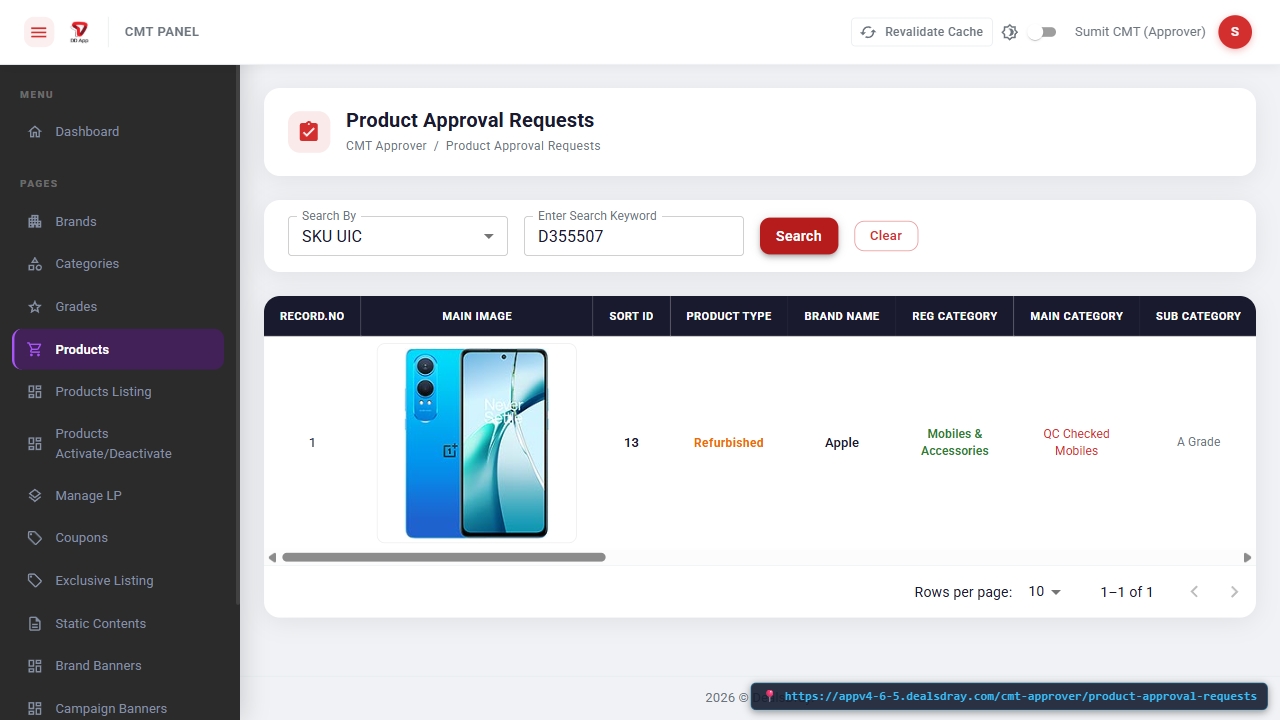 DD App
CMT PANEL
Revalidate Cache
Sumit CMT (Approver)
S
MENU
Dashboard
PAGES
Brands
Categories
Grades
Products
Products Listing
Products
Activate/Deactivate
Manage LP
Coupons
Exclusive Listing
Static Contents
Brand Banners
Campaign Banners
Product Approval Requests
CMT Approver / Product Approval Requests
Search By
SKU UIC
Enter Search Keyword
D355507
Search
Clear
RECORD.NO MAIN IMAGE SORT ID PRODUCT TYPE BRAND NAME REG CATEGORY MAIN CATEGORY SUB CATEGORY
1
Never
Settle
13
Refurbished
Apple
Mobiles &
Accessories
QC Checked
Mobiles
A Grade
Rows per page: 10 1–1 of 1
2026 ©
https://appv4-6-5.dealsdray.com/cmt-approver/product-approval-requests